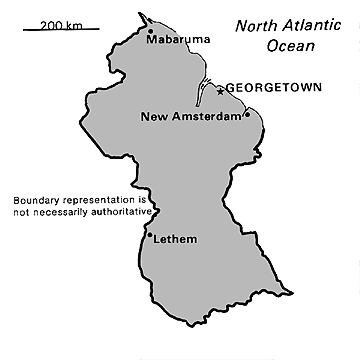 200 km
North Atlantic
Ocean
Mabaruma
GEORGETOWN
New Amsterdam
Boundary representation is
not necessarily authoritative
Lethem